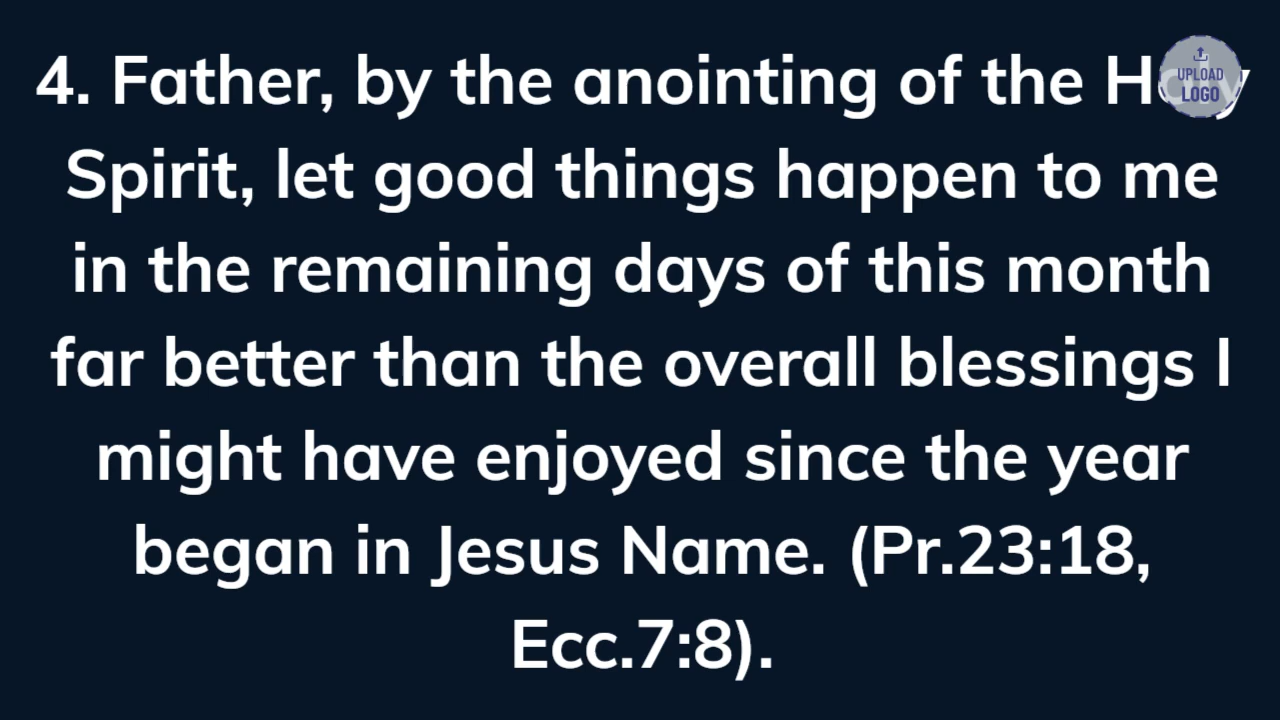 4. Father, by the anointing of the Holy
Spirit, let good things happen to me
in the remaining days of this month
far better than the overall blessings I
might have enjoyed since the year
began in Jesus Name. (Pr.23:18,
Ecc.7:8).
UPLOAD
LOGO